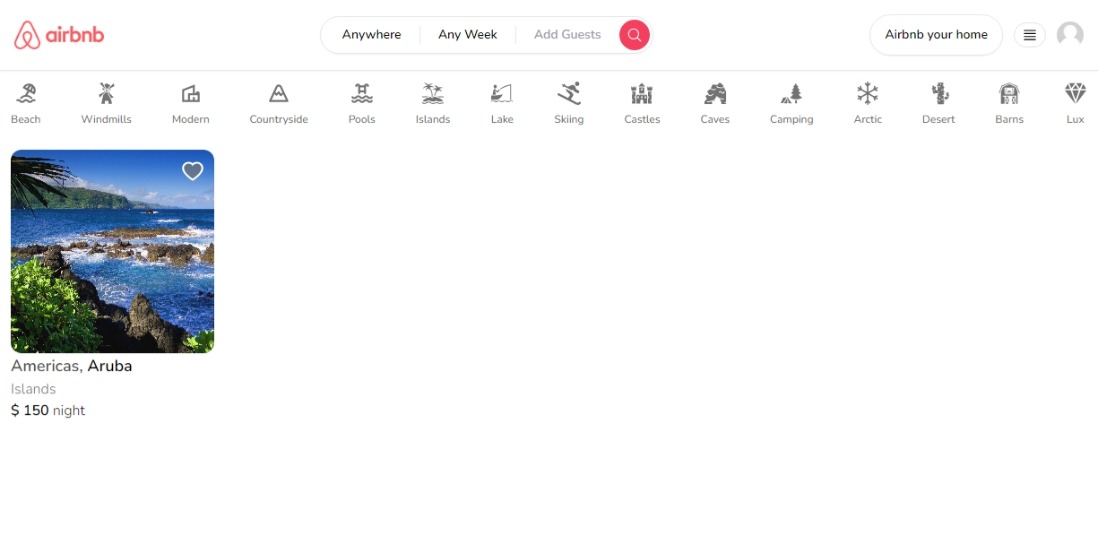 airbnb
Anywhere Any Week Add Guests
Airbnb your home
Beach Windmills Modern Countryside Pools Islands Lake Skiing Castles Caves Camping Arctic Desert Barns Lux
Americas, Aruba
Islands
$ 150 night